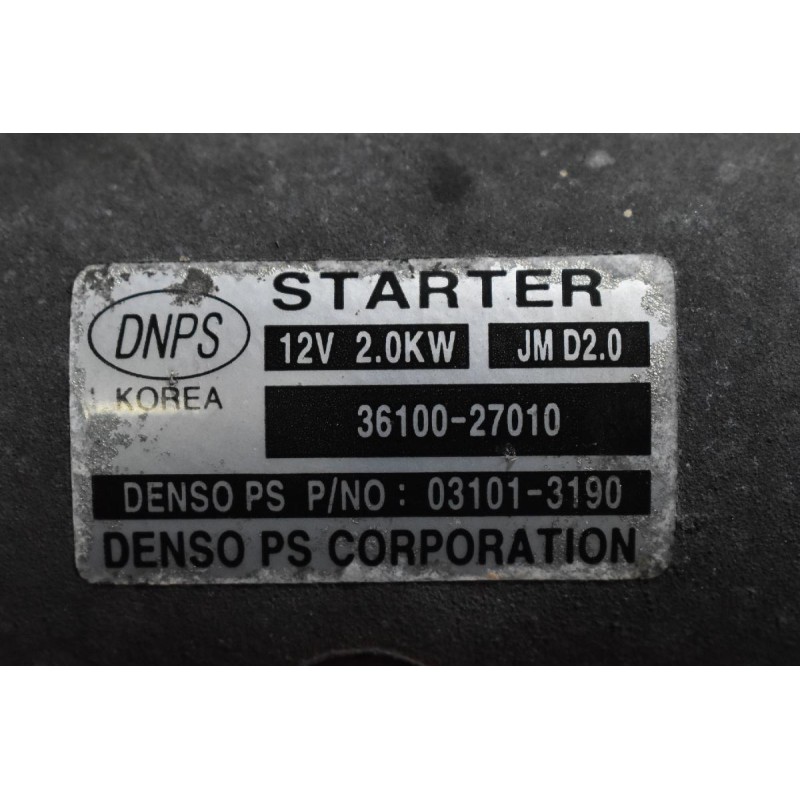 STARTER
DNPS
12V 2.0KW JM D2.0
KOREA
36100-27010
DENSO PS P/NO : 03101-3190
DENSO PS CORPORATION